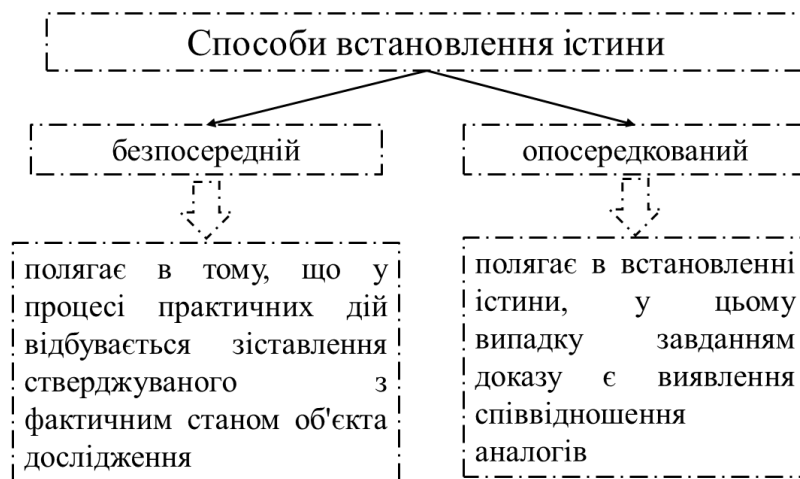 Способи встановлення істини
безпосередній
опосередкований
полягає в тому, що у
процесі практичних дій
відбувається зіставлення
стверджуваного з
фактичним станом об'єкта
дослідження
полягає в встановленні
істини, у цьому
випадку завданням
доказу є виявлення
співвідношення
аналогів